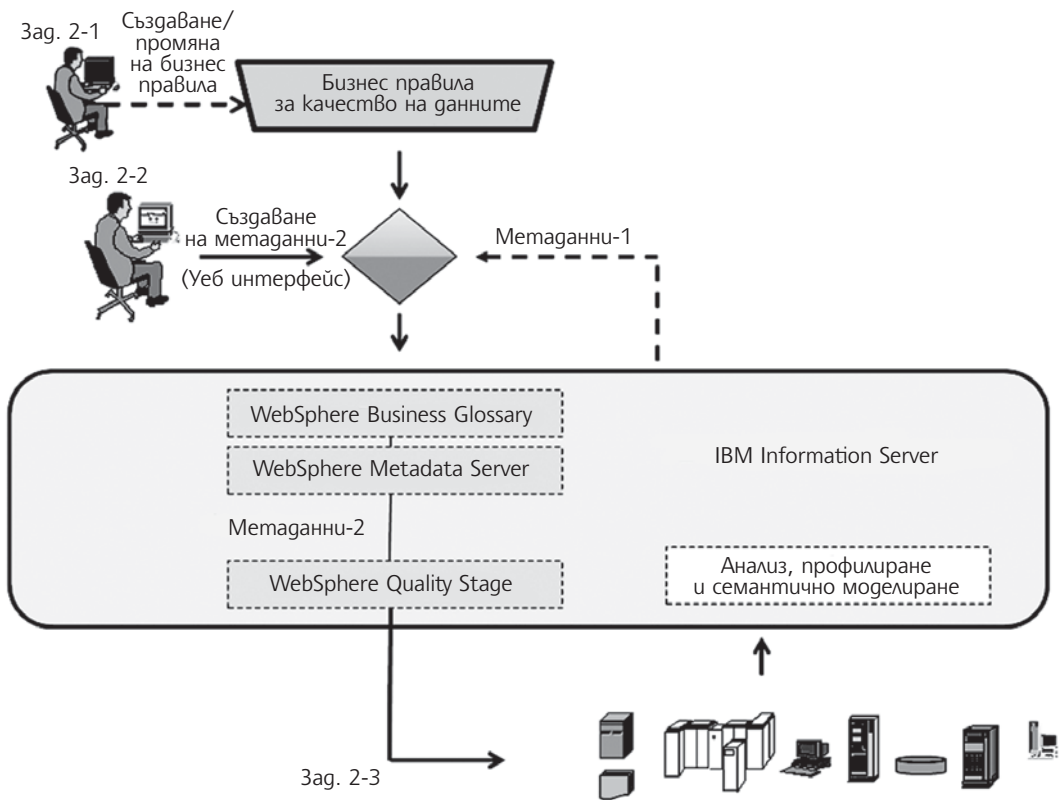 Зад. 2-1
Създаване/
промяна
на бизнес
правила
Бизнес правила
за качество на данните
Зад. 2-2
Създаване
на метаданни-2
(Уеб интерфейс)
Метаданни-1
WebSphere Business Glossary
WebSphere Metadata Server
IBM Information Server
Метаданни-2
WebSphere Quality Stage
Анализ, профилиране
и семантично моделиране
Зад. 2-3